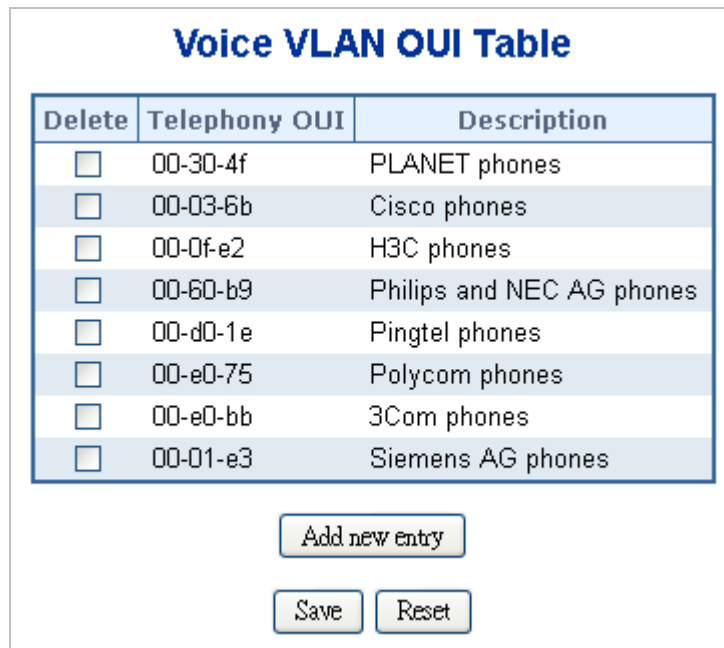 Voice VLAN OUI Table
Delete Telephony OUI Description
00-30-4f PLANET phones
00-03-6b Cisco phones
00-0f-e2 H3C phones
00-60-b9 Philips and NEC AG phones
00-d0-1e Pingtel phones
00-e0-75 Polycom phones
00-e0-bb 3Com phones
00-01-e3 Siemens AG phones
Add new entry
Save Reset